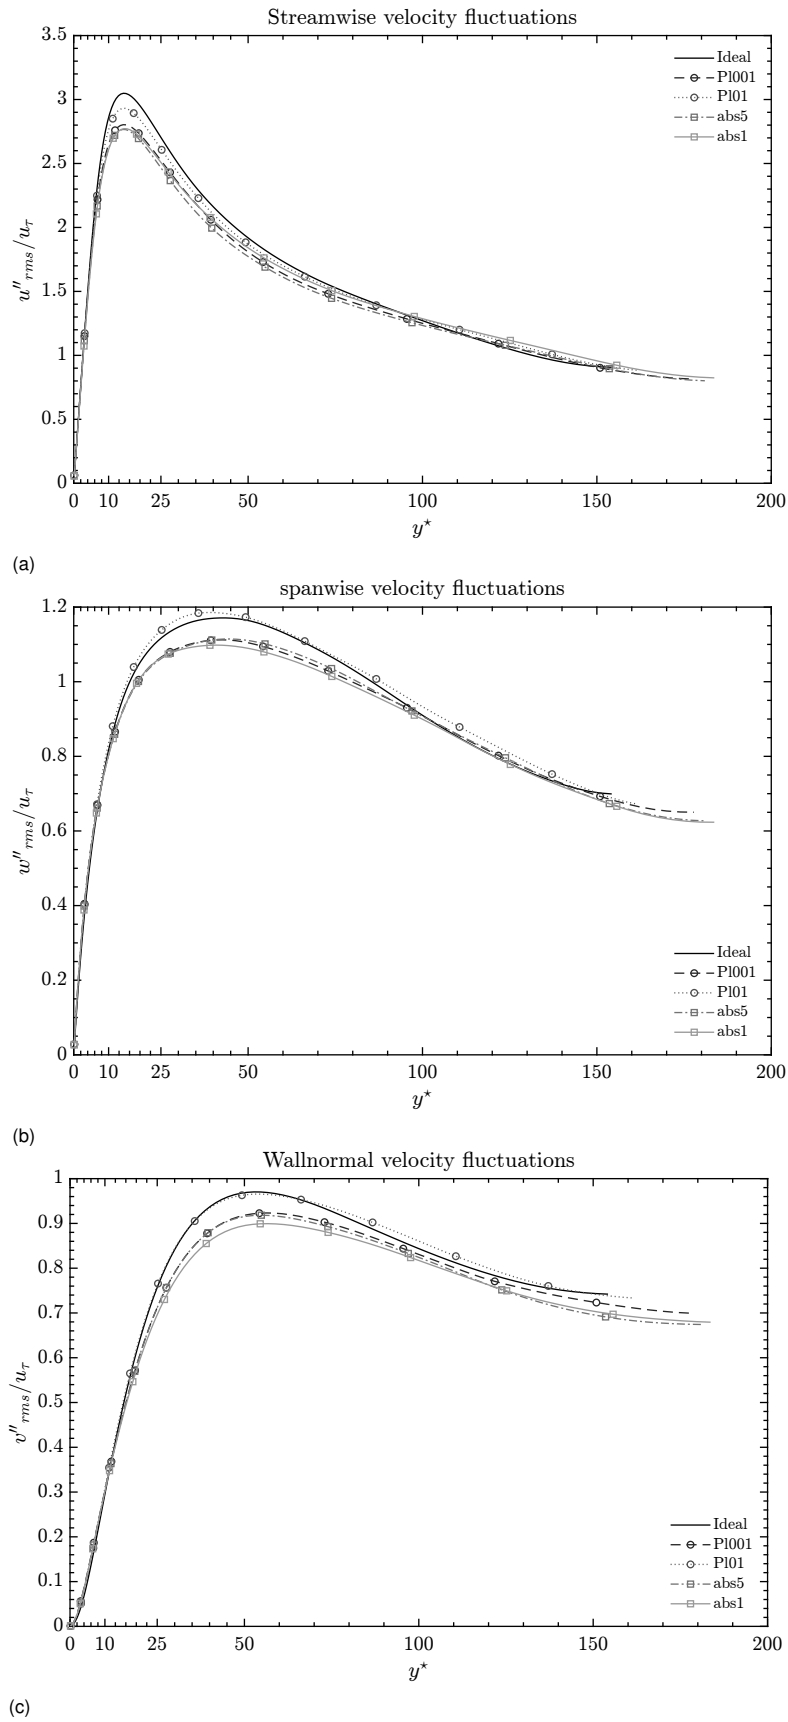 Streamwise velocity fluctuations
3.5
3
2.5
2
1.5
1
0.5
0
u″rms/uτ
Ideal
Pl001
Pl01
abs5
abs1
0 10 25 50 100 150 200
y⋆
(a)
spanwise velocity fluctuations
1.2
1
0.8
0.6
0.4
0.2
0
w″rms/uτ
Ideal
Pl001
Pl01
abs5
abs1
0 10 25 50 100 150 200
y⋆
(b)
Wallnormal velocity fluctuations
1
0.9
0.8
0.7
0.6
0.5
0.4
0.3
0.2
0.1
0
v″rms/uτ
Ideal
Pl001
Pl01
abs5
abs1
0 10 25 50 100 150 200
y⋆
(c)